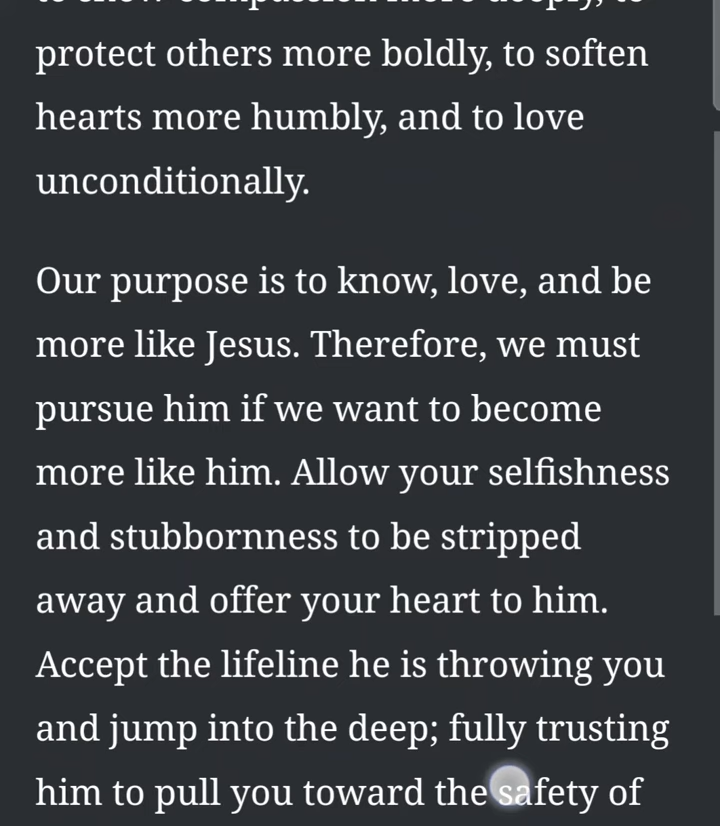 protect others more boldly, to soften
hearts more humbly, and to love
unconditionally.
Our purpose is to know, love, and be
more like Jesus. Therefore, we must
pursue him if we want to become
more like him. Allow your selfishness
and stubbornness to be stripped
away and offer your heart to him.
Accept the lifeline he is throwing you
and jump into the deep; fully trusting
him to pull you toward the safety of